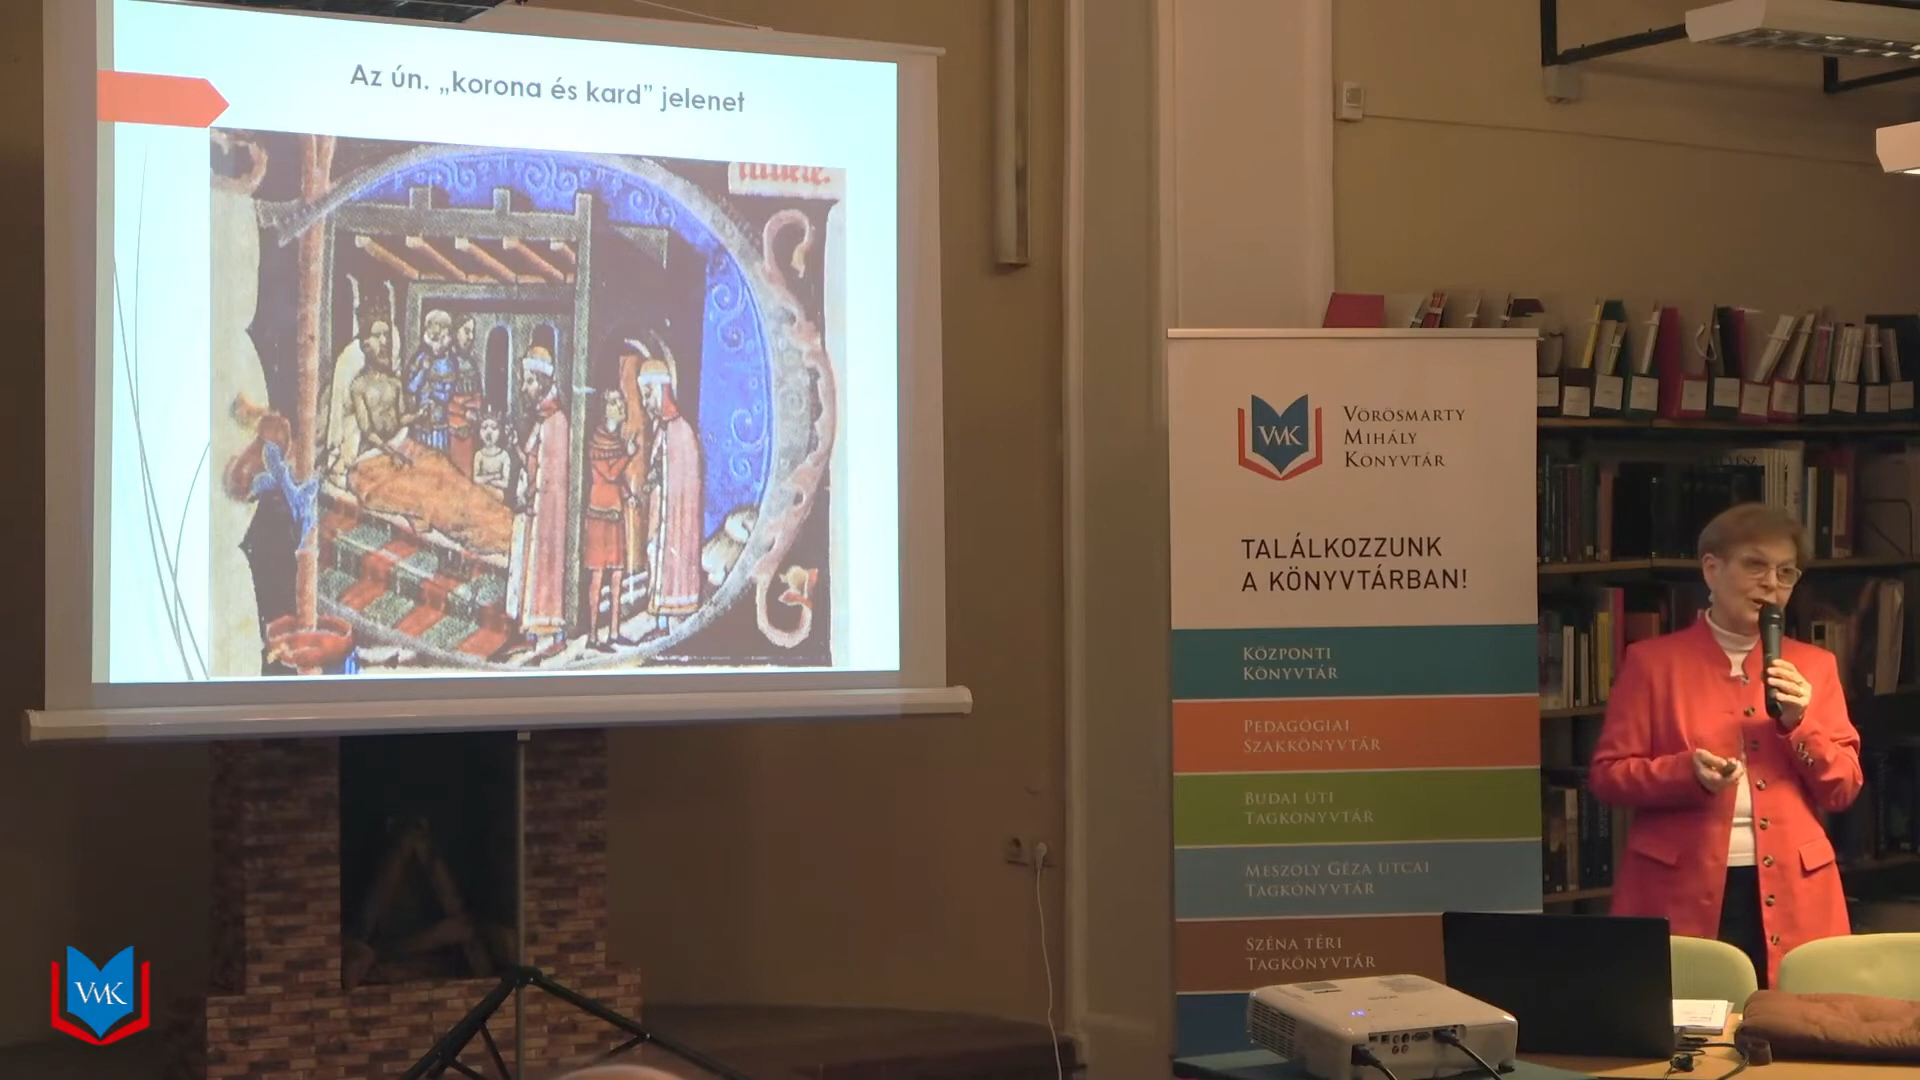 Az ún. „korona és kard” jelenet
VMK
VÖRÖSMARTY
MIHÁLY
KÖNYVTÁR
TALÁLKOZZUNK
A KÖNYVTÁRBAN!
KÖZPONTI
KÖNYVTÁR
PEDAGÓGIAI
SZAKKÖNYVTÁR
BUDAI ÚTI
TAGKÖNYVTÁR
MÉSZÖLY GÉZA UTCAI
TAGKÖNYVTÁR
SZÉNA TÉRI
TAGKÖNYVTÁR
VMK